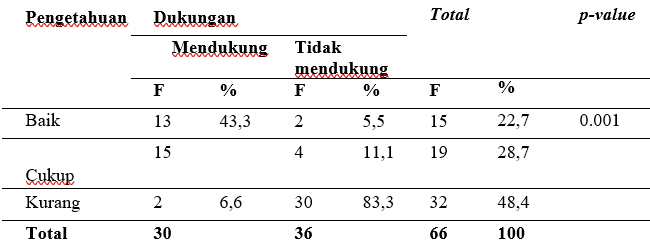 Pengetahuan Dukungan Total p-value
Mendukung Tidak mendukung
F % F % F %
Baik 13 43,3 2 5,5 15 22,7 0.001
15 4 11,1 19 28,7
Cukup
Kurang 2 6,6 30 83,3 32 48,4
Total 30 36 66 100